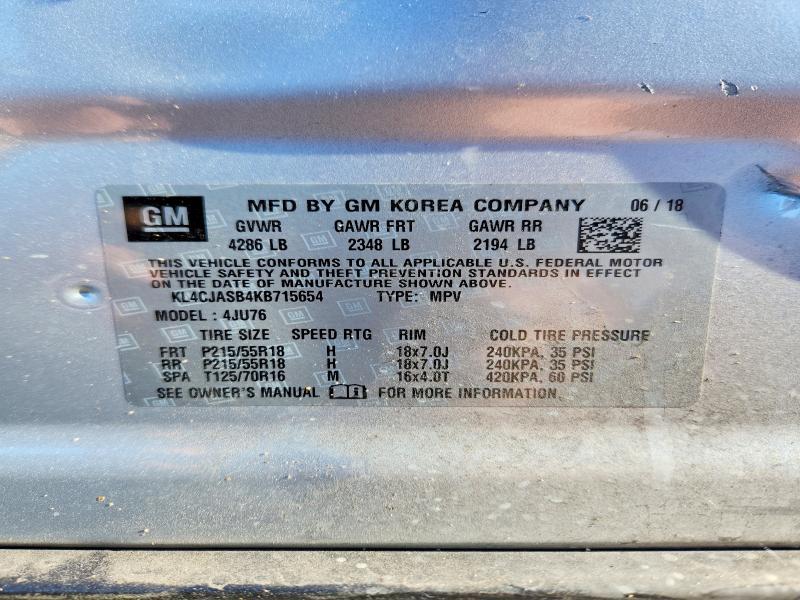 GM MFD BY GM KOREA COMPANY 06 / 18
GVWR GAWR FRT GAWR RR
4286 LB 2348 LB 2194 LB
THIS VEHICLE CONFORMS TO ALL APPLICABLE U.S. FEDERAL MOTOR
VEHICLE SAFETY AND THEFT PREVENTION STANDARDS IN EFFECT
ON THE DATE OF MANUFACTURE SHOWN ABOVE.
KL4CJASB4KB715654 TYPE: MPV
MODEL : 4JU76
TIRE SIZE SPEED RTG RIM COLD TIRE PRESSURE
FRT P215/55R18 H 18x7.0J 240KPA, 35 PSI
RR P215/55R18 H 18x7.0J 240KPA, 35 PSI
SPA T125/70R16 M 16x4.0T 420KPA, 60 PSI
SEE OWNER'S MANUAL FOR MORE INFORMATION.